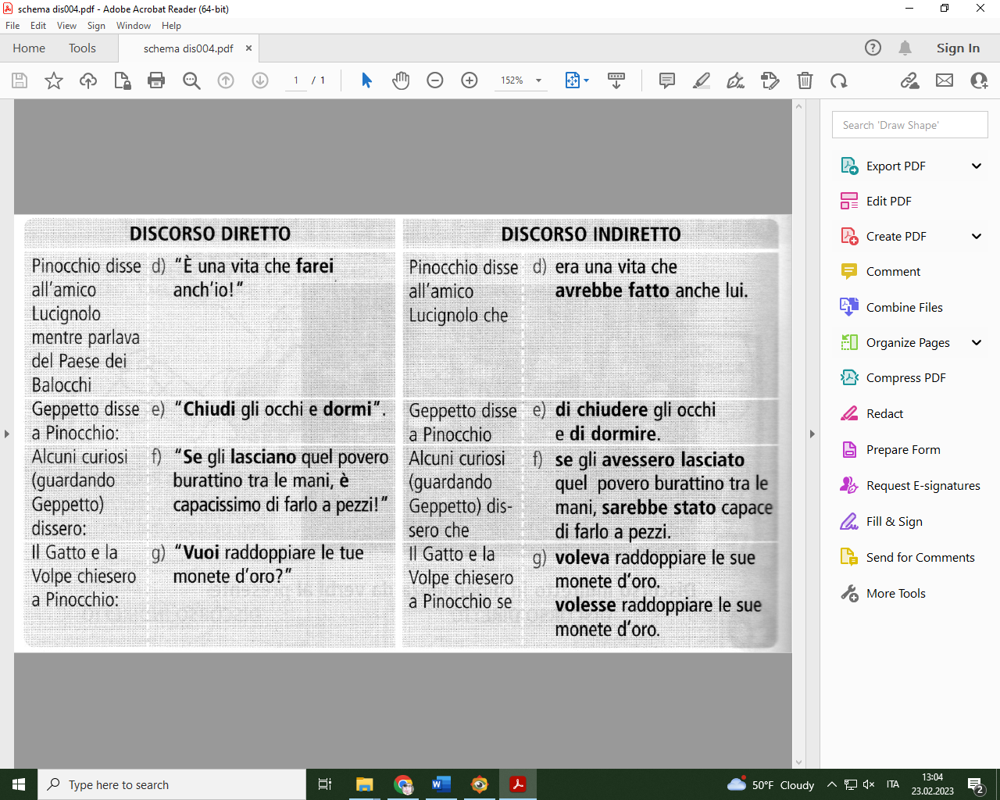 schema dis004.pdf - Adobe Acrobat Reader (64-bit)
File Edit View Sign Window Help
Home Tools schema dis004.pdf × Sign In
1 / 1 152%
Search 'Draw Shape'
Export PDF
Edit PDF
Create PDF
Comment
Combine Files
Organize Pages
Compress PDF
Redact
Prepare Form
Request E-signatures
Fill & Sign
Send for Comments
More Tools
DISCORSO DIRETTO
Pinocchio disse
all'amico
Lucignolo
mentre parlava
del Paese dei
Balocchi
d) "È una vita che farei
anch'io!"
Geppetto disse
a Pinocchio:
e) "Chiudi gli occhi e dormi".
Alcuni curiosi
(guardando
Geppetto)
dissero:
f) "Se gli lasciano quel povero
burattino tra le mani, è
capacissimo di farlo a pezzi!"
Il Gatto e la
Volpe chiesero
a Pinocchio:
g) "Vuoi raddoppiare le tue
monete d'oro?"
DISCORSO INDIRETTO
Pinocchio disse
all'amico
Lucignolo che
d) era una vita che
avrebbe fatto anche lui.
Geppetto disse
a Pinocchio
e) di chiudere gli occhi
e di dormire.
Alcuni curiosi
(guardando
Geppetto) dis-
sero che
f) se gli avessero lasciato
quel povero burattino tra le
mani, sarebbe stato capace
di farlo a pezzi.
Il Gatto e la
Volpe chiesero
a Pinocchio se
g) voleva raddoppiare le sue
monete d'oro.
volesse raddoppiare le sue
monete d'oro.
Type here to search
50°F Cloudy
ITA
13:04
23.02.2023
2